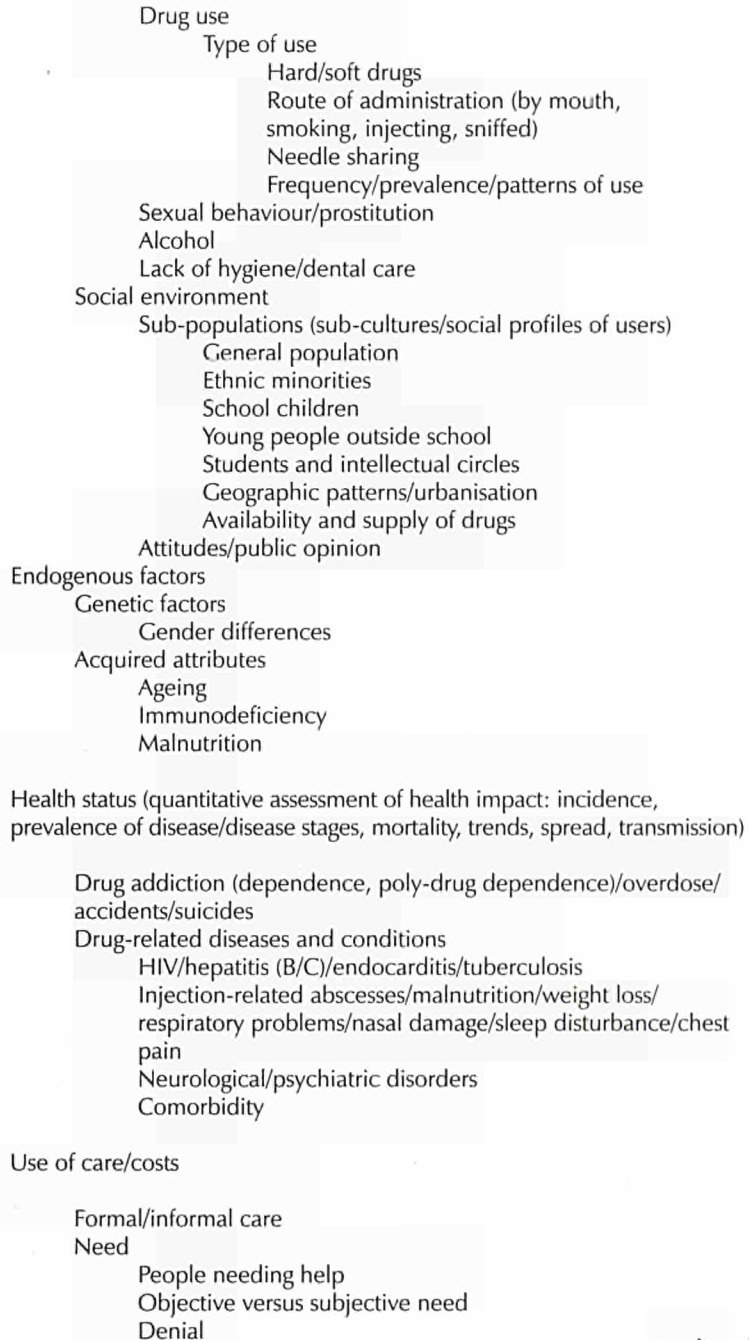 Drug use
Type of use
Hard/soft drugs
Route of administration (by mouth,
smoking, injecting, sniffed)
Needle sharing
Frequency/prevalence/patterns of use
Sexual behaviour/prostitution
Alcohol
Lack of hygiene/dental care
Social environment
Sub-populations (sub-cultures/social profiles of users)
General population
Ethnic minorities
School children
Young people outside school
Students and intellectual circles
Geographic patterns/urbanisation
Availability and supply of drugs
Attitudes/public opinion
Endogenous factors
Genetic factors
Gender differences
Acquired attributes
Ageing
Immunodeficiency
Malnutrition
Health status (quantitative assessment of health impact: incidence,
prevalence of disease/disease stages, mortality, trends, spread, transmission)
Drug addiction (dependence, poly-drug dependence)/overdose/
accidents/suicides
Drug-related diseases and conditions
HIV/hepatitis (B/C)/endocarditis/tuberculosis
Injection-related abscesses/malnutrition/weight loss/
respiratory problems/nasal damage/sleep disturbance/chest
pain
Neurological/psychiatric disorders
Comorbidity
Use of care/costs
Formal/informal care
Need
People needing help
Objective versus subjective need
Denial